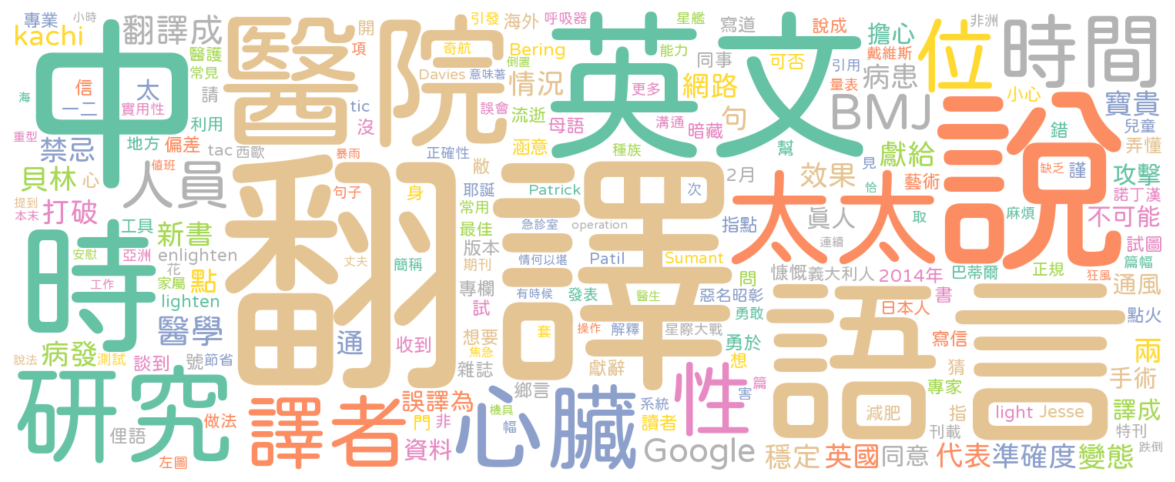 專業
小時
kachi
翻譯成
醫護
常見
信
一二
太
實用性
海
重型
地方
偏差
禁忌
利用
請
tac
西歐
值班
貝林
心
人員
提到
本末
打破
中
醫院
開
項
奇航
倒置
引發
海外
呼吸器
星艦
寫道
說成
能力
Bering
Davies
意味著
情況
同事
英文
更多
可否
擔心
戴維斯
引用
量表
病患
非洲
位
時間
BMJ
小心
寶貴
兒童
弄懂
錯
tic
沒
誤會
流逝
母語
溝通
暗藏
網路
句
涵意
種族
幫
見
獻給
暴雨
正確性
敝
句子
身
耶誕
Patrick
次
2月
效果
藝術
恰
說
缺乏
謹
攻擊
諾丁漢
不可能
麻煩
試圖
篇幅
時
工具
新書
安慰
亞洲
工作
enlighten
花
家屬
點
lighten
翻譯
丈夫
簡稱
常用
最佳
版本
期刊
急診室
operation
情何以堪
Patil
Sumant
指點
眞人
取
太太
連續
慷慨
義大利人
2014年
巴蒂爾
正規
狂風
通風
醫學
病發
說法
測試
談到
號
節省
通
收到
專欄
試
有時候
發表
醫生
惡名昭彰
問
書
日本人
寫信
點火
兩
想要
焦急
雜誌
套
操作
解釋
星際大戰
勇敢
勇於
想
獻辭
篇
害
語言
猜
專家
手術
研究
做法
俚語
左圖
譯者
誤譯為
門
非
資料
鄉言
機具
幅
心臟
系統
讀者
性
Google
減肥
指
刊載
light
Jesse
譯成
特刊
跌倒
穩定
英國
同意
代表
準確度
變態